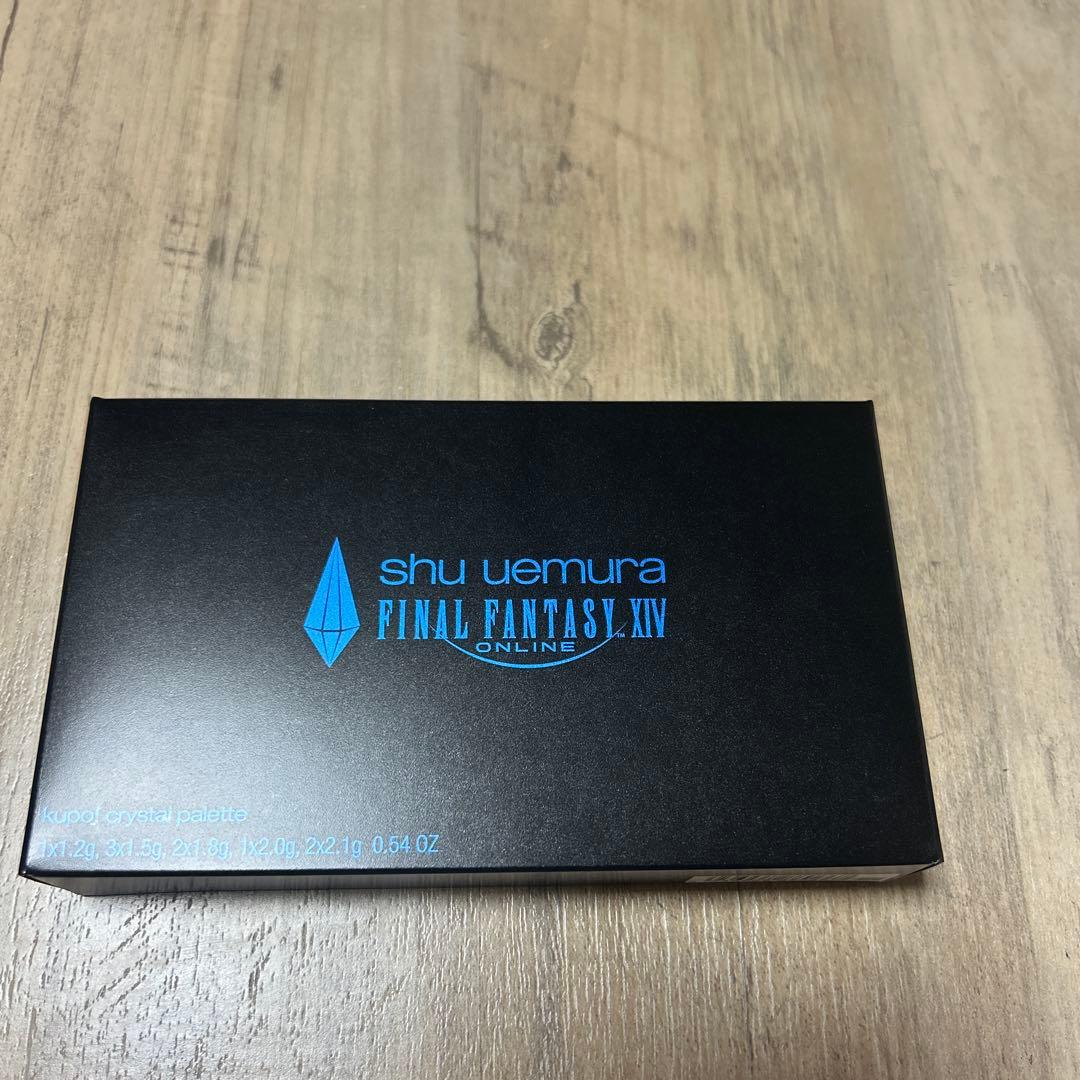 shu uemura
FINAL FANTASY XIV
™
ONLINE
kupo! crystal palette
1x1.2g, 3x1.5g, 2x1.8g, 1x2.0g, 2x2.1g 0.54 OZ